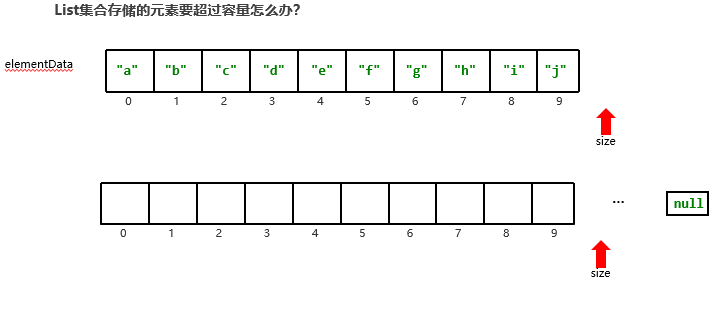 List集合存储的元素要超过容量怎么办?
elementData
"a" "b" "c" "d" "e" "f" "g" "h" "i" "j"
0 1 2 3 4 5 6 7 8 9
size
... null
0 1 2 3 4 5 6 7 8 9
size